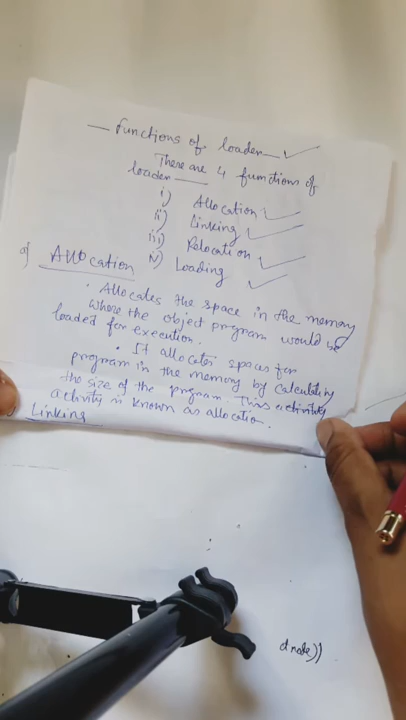 — Functions of loader —
There are 4 functions of
loader —
i) Allocation
ii) Linking
iii) Relocation
iv) Loading
a) Allocation
• Allocates the space in the memory
where the object program would be
loaded for execution.
• It allocates space for
program in the memory by calculating
the size of the program. This activity
activity is known as allocation.
Linking